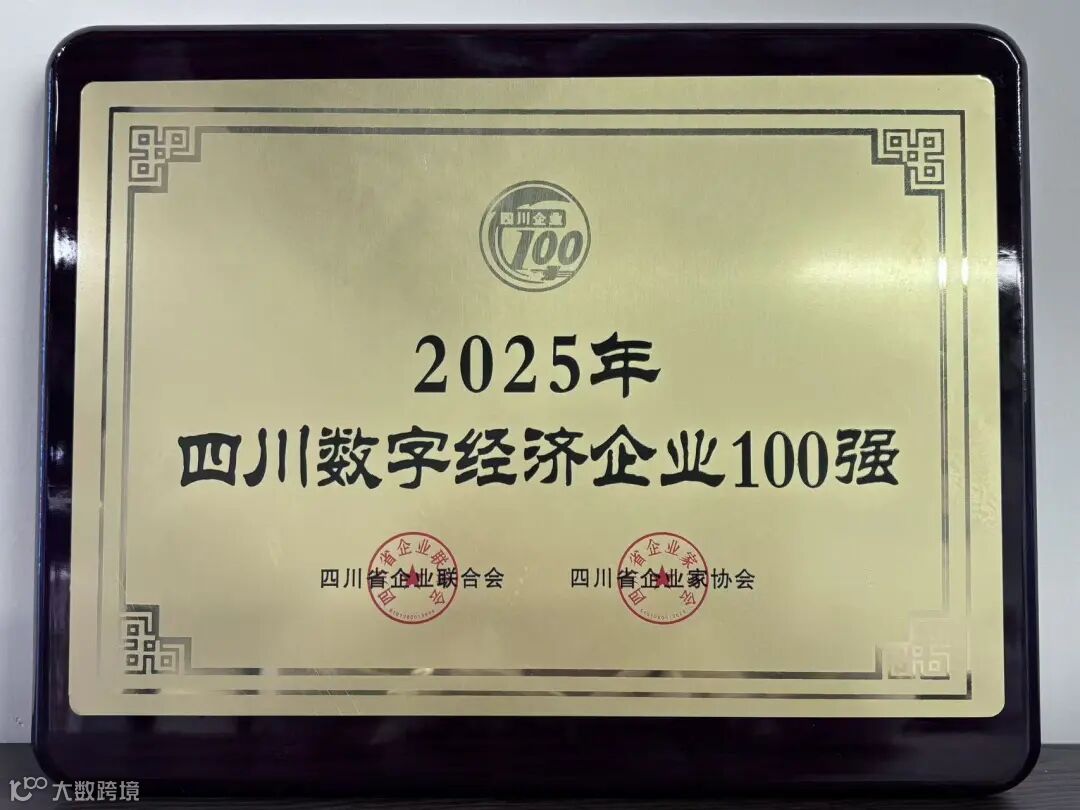 四川企业
100
2025年
四川数字经济企业100强
四川省企业联合会 四川省企业家协会
大数跨境